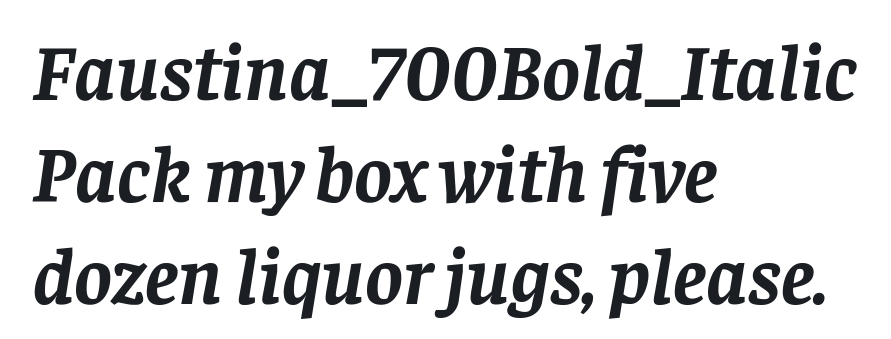 Faustina_700Bold_Italic
Pack my box with five
dozen liquor jugs, please.